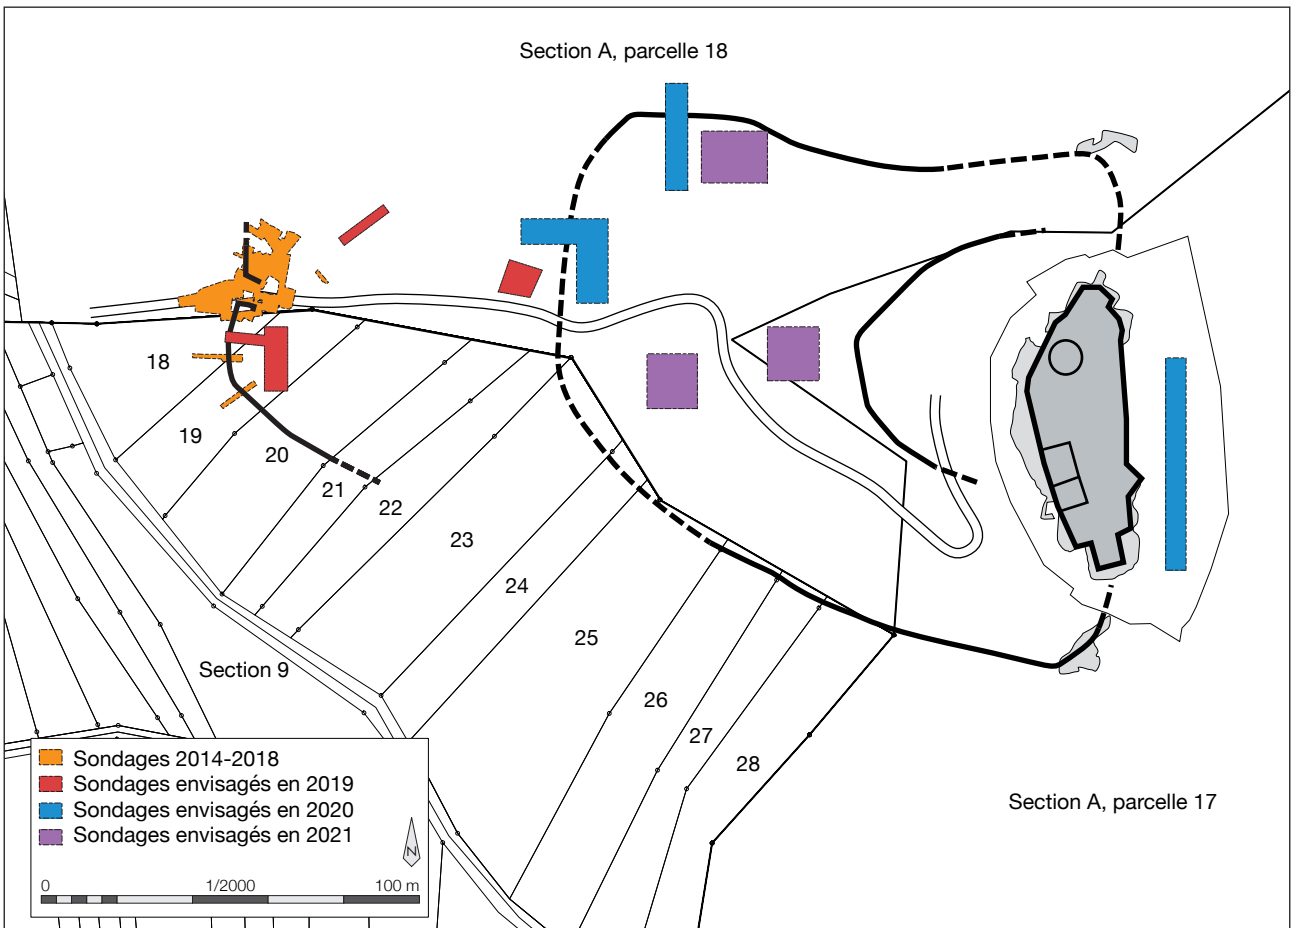 Section A, parcelle 18
18
19
20
21
22
23
24
25
26
27
28
Section 9
Section A, parcelle 17
Sondages 2014-2018
Sondages envisagés en 2019
Sondages envisagés en 2020
Sondages envisagés en 2021
N
0 1/2000 100 m